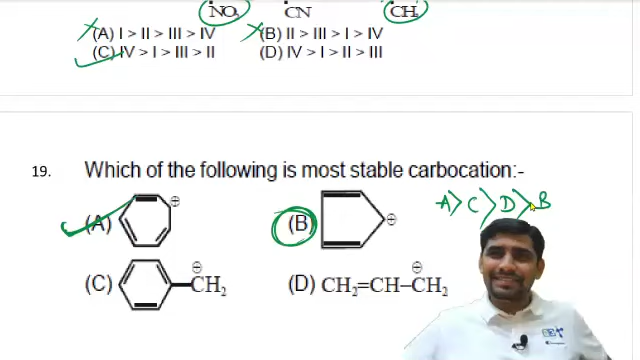 NO₂ CN CH₃
(A) I > II > III > IV (B) II > III > I > IV
(C) IV > I > III > II (D) IV > I > II > III
19. Which of the following is most stable carbocation:-
(A) ⊕ (B) ⊕ A > C > D > B
(C) ⊕CH₂ (D) CH₂=CH–⊕CH₂